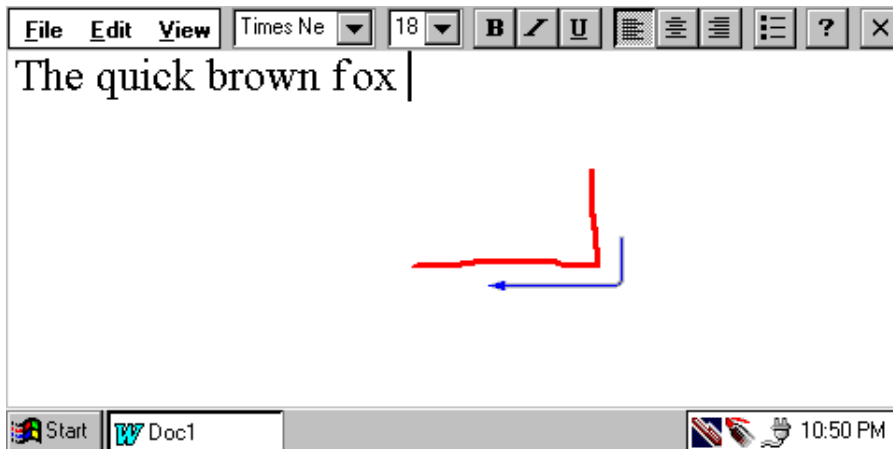 File Edit View Times Ne 18 B I U ?
The quick brown fox
Start W Doc1 10:50 PM